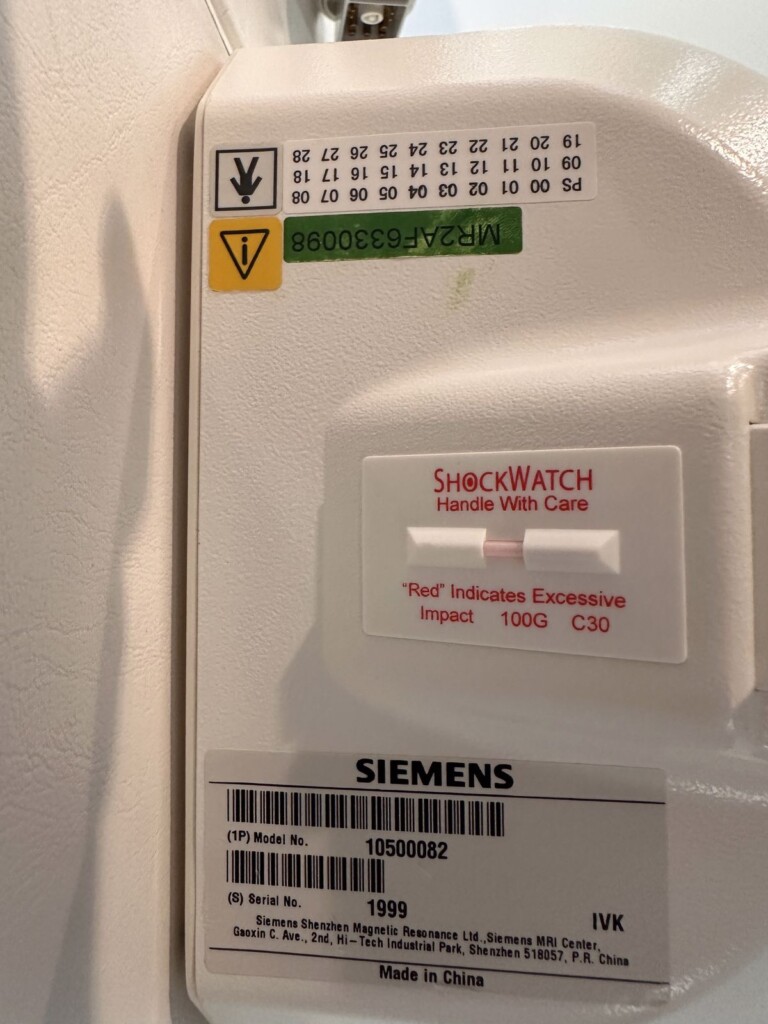 PS 00 01 02 03 04 05 06 07 08
09 10 11 12 13 14 15 16 17 18
19 20 21 22 23 24 25 26 27 28
MR2AF6330098
SHOCKWATCH
Handle With Care
"Red" Indicates Excessive
Impact 100G C30
SIEMENS
(1P) Model No. 10500082
(S) Serial No. 1999 IVK
Siemens Shenzhen Magnetic Resonance Ltd.,Siemens MRI Center,
Gaoxin C. Ave., 2nd, Hi-Tech Industrial Park, Shenzhen 518057, P.R. China
Made in China